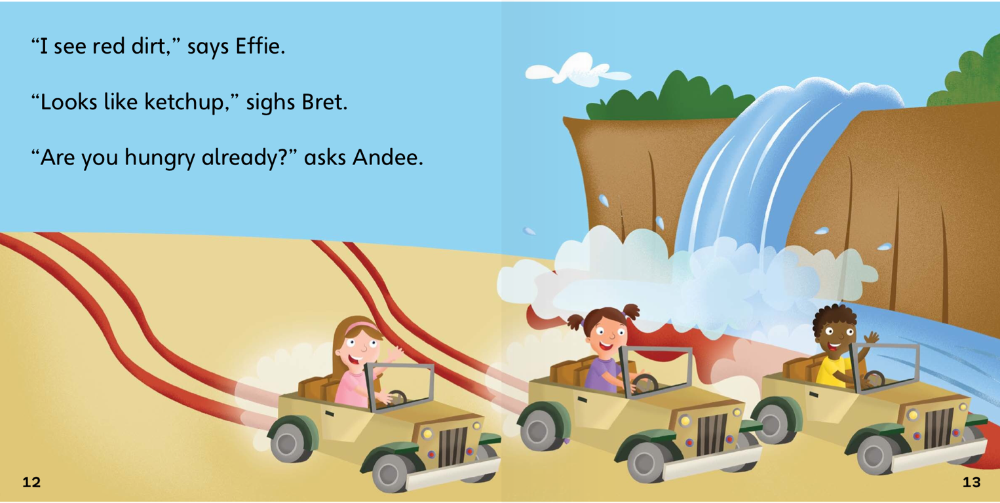 “I see red dirt,” says Effie.
“Looks like ketchup,” sighs Bret.
“Are you hungry already?” asks Andee.
12
13